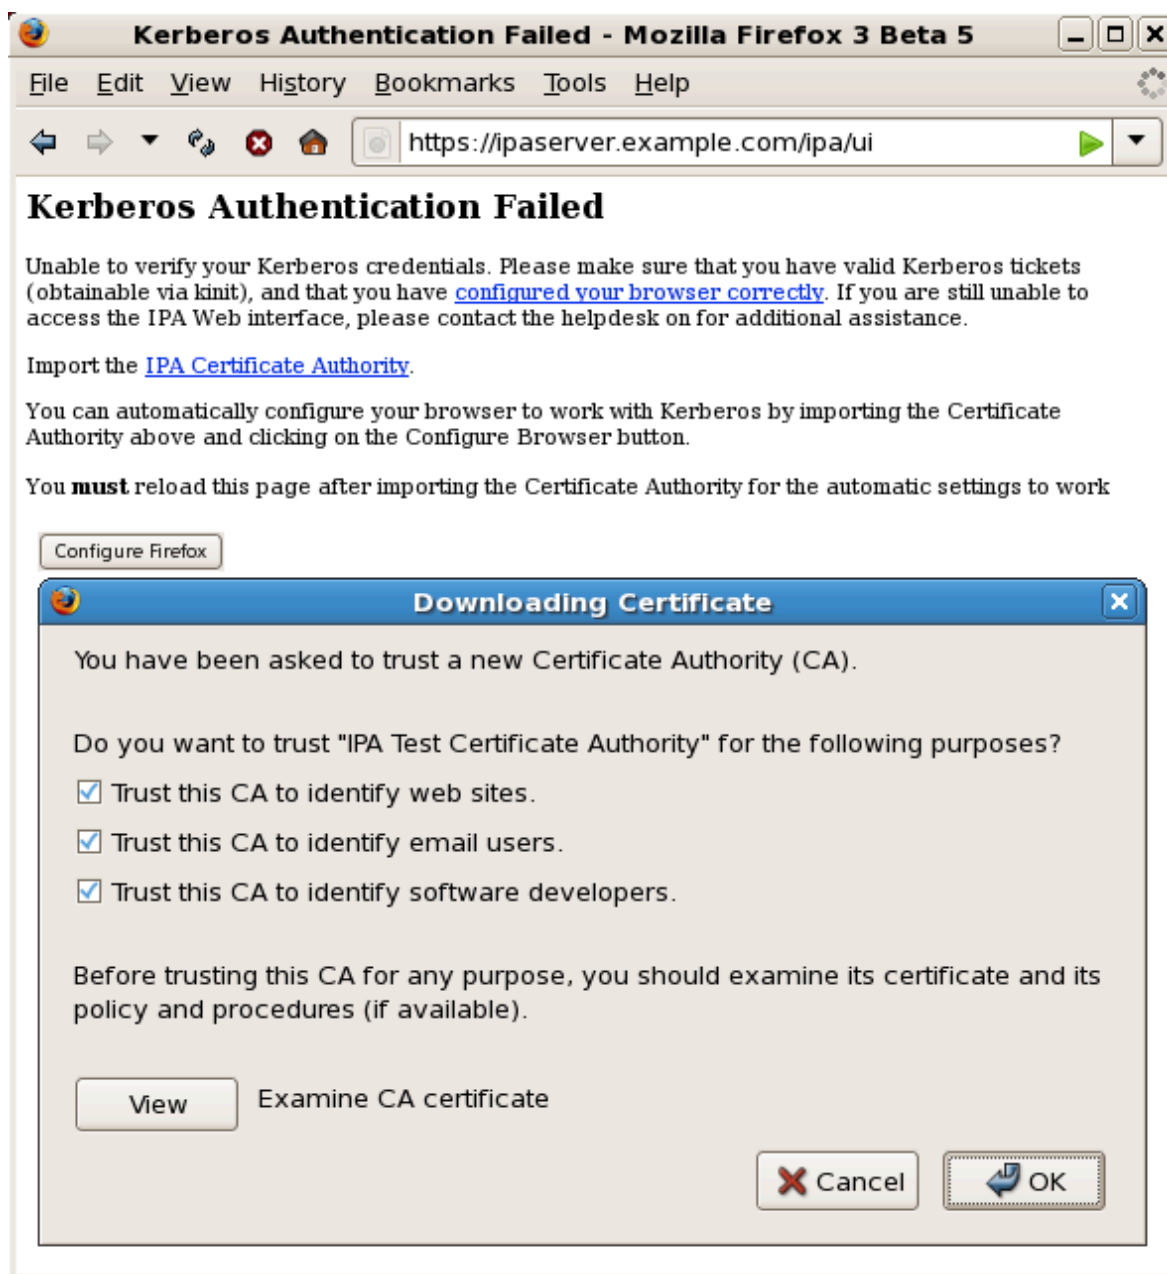 Kerberos Authentication Failed - Mozilla Firefox 3 Beta 5
File Edit View History Bookmarks Tools Help
https://ipaserver.example.com/ipa/ui
Kerberos Authentication Failed
Unable to verify your Kerberos credentials. Please make sure that you have valid Kerberos tickets
(obtainable via kinit), and that you have configured your browser correctly. If you are still unable to
access the IPA Web interface, please contact the helpdesk on for additional assistance.
Import the IPA Certificate Authority.
You can automatically configure your browser to work with Kerberos by importing the Certificate
Authority above and clicking on the Configure Browser button.
You must reload this page after importing the Certificate Authority for the automatic settings to work
Configure Firefox
Downloading Certificate
You have been asked to trust a new Certificate Authority (CA).
Do you want to trust "IPA Test Certificate Authority" for the following purposes?
Trust this CA to identify web sites.
Trust this CA to identify email users.
Trust this CA to identify software developers.
Before trusting this CA for any purpose, you should examine its certificate and its
policy and procedures (if available).
View Examine CA certificate
Cancel OK